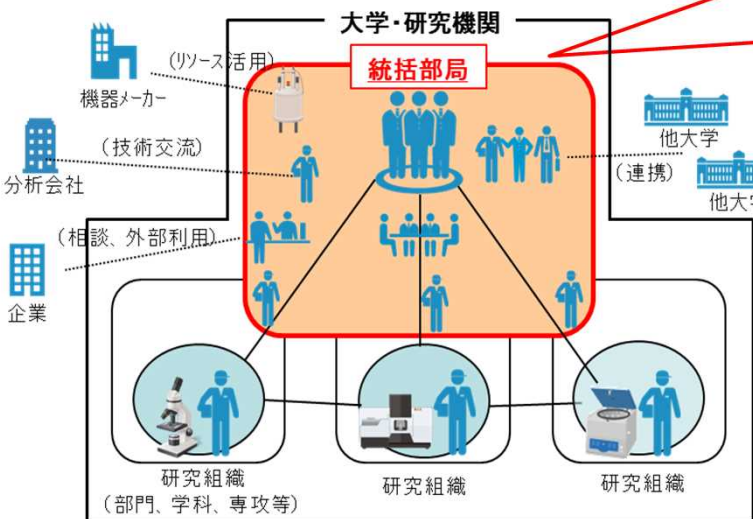 大学・研究機関
統括部局
(リソース活用)
機器メーカー
(技術交流)
分析会社
(相談、外部利用)
企業
他大学
(連携)
他大学
研究組織
(部門、学科、専攻等)
研究組織
研究組織